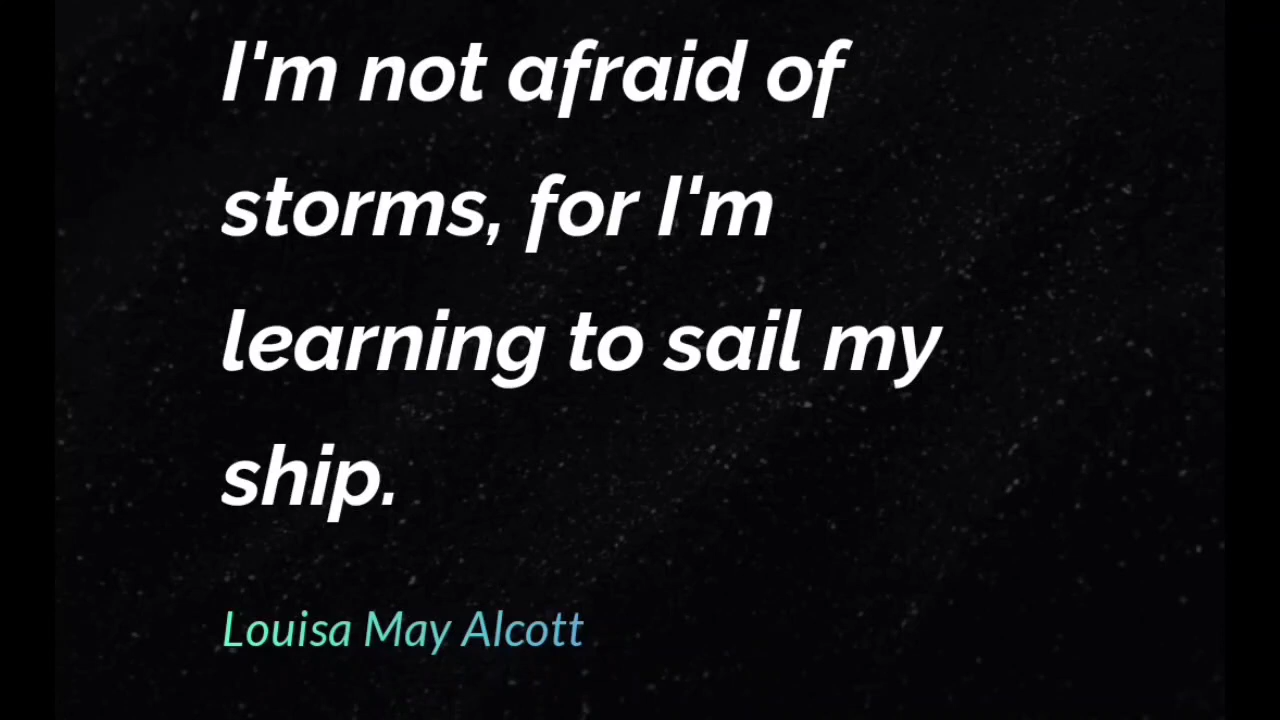 I'm not afraid of
storms, for I'm
learning to sail my
ship.
Louisa May Alcott